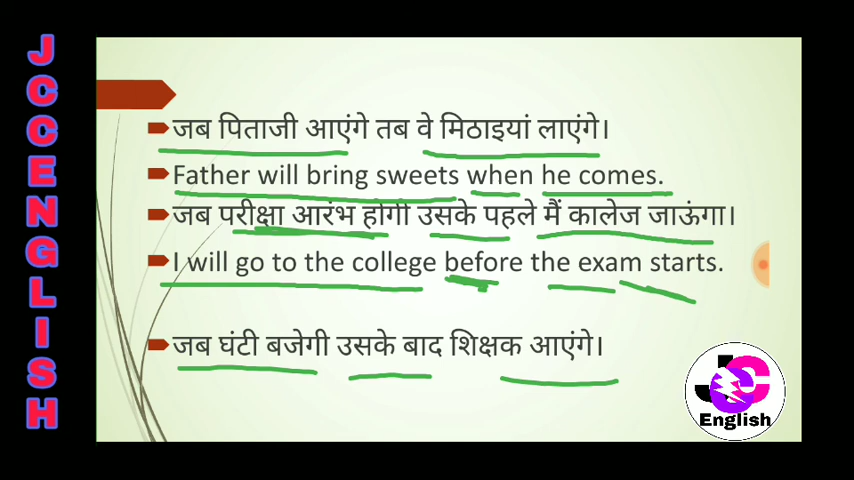 JCCENGLISH
जब पिताजी आएंगे तब वे मिठाइयां लाएंगे।
Father will bring sweets when he comes.
जब परीक्षा आरंभ होगी उसके पहले मैं कालेज जाऊंगा।
I will go to the college before the exam starts.
जब घंटी बजेगी उसके बाद शिक्षक आएंगे।
JC
English